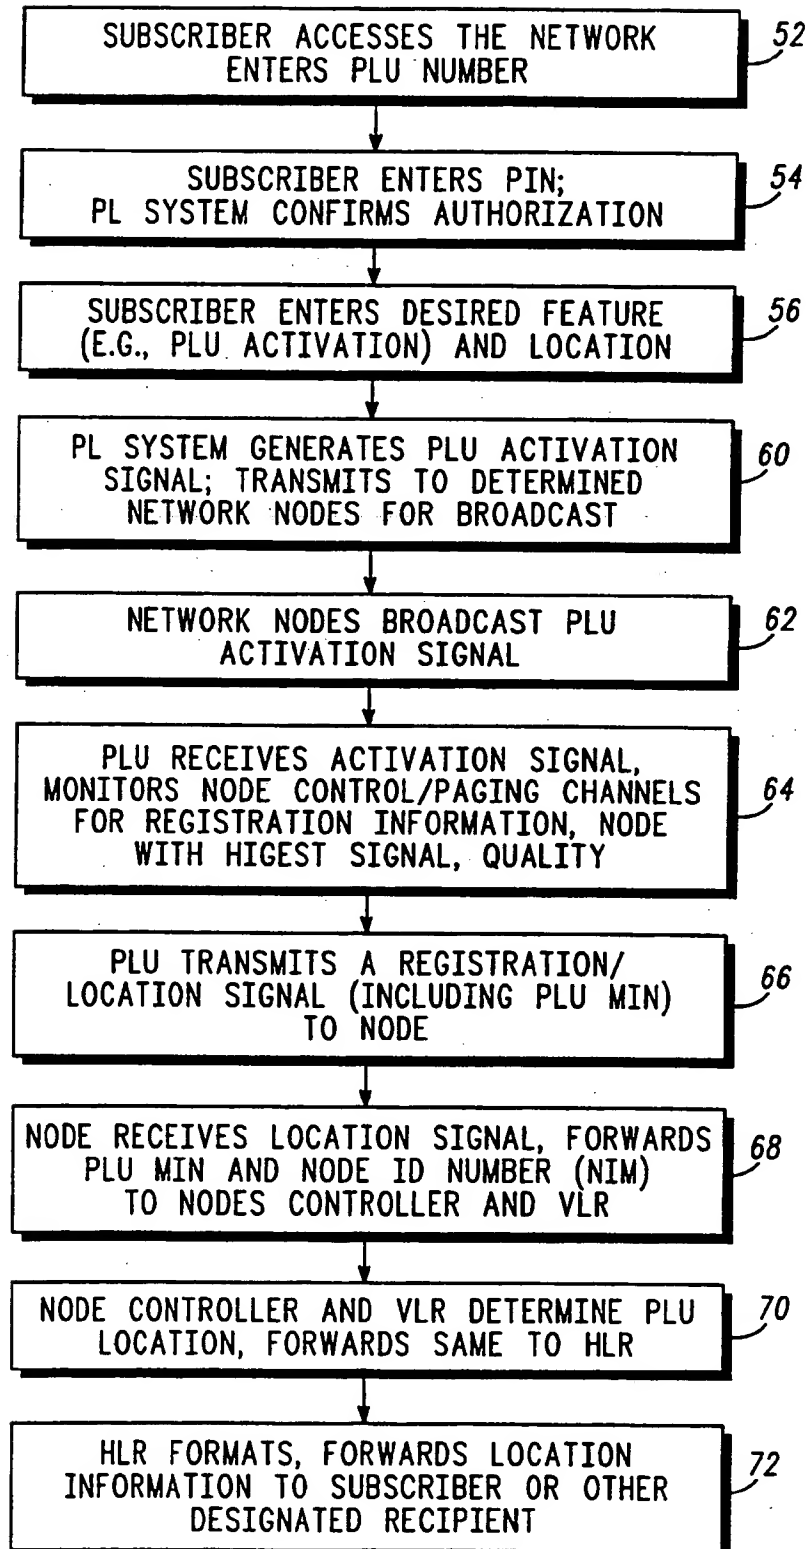 SUBSCRIBER ACCESSES THE NETWORK
ENTERS PLU NUMBER
52
SUBSCRIBER ENTERS PIN;
PL SYSTEM CONFIRMS AUTHORIZATION
54
SUBSCRIBER ENTERS DESIRED FEATURE
(E.G., PLU ACTIVATION) AND LOCATION
56
PL SYSTEM GENERATES PLU ACTIVATION
SIGNAL; TRANSMITS TO DETERMINED
NETWORK NODES FOR BROADCAST
60
NETWORK NODES BROADCAST PLU
ACTIVATION SIGNAL
62
PLU RECEIVES ACTIVATION SIGNAL,
MONITORS NODE CONTROL/PAGING CHANNELS
FOR REGISTRATION INFORMATION, NODE
WITH HIGEST SIGNAL, QUALITY
64
PLU TRANSMITS A REGISTRATION/
LOCATION SIGNAL (INCLUDING PLU MIN)
TO NODE
66
NODE RECEIVES LOCATION SIGNAL, FORWARDS
PLU MIN AND NODE ID NUMBER (NIM)
TO NODES CONTROLLER AND VLR
68
NODE CONTROLLER AND VLR DETERMINE PLU
LOCATION, FORWARDS SAME TO HLR
70
HLR FORMATS, FORWARDS LOCATION
INFORMATION TO SUBSCRIBER OR OTHER
DESIGNATED RECIPIENT
72